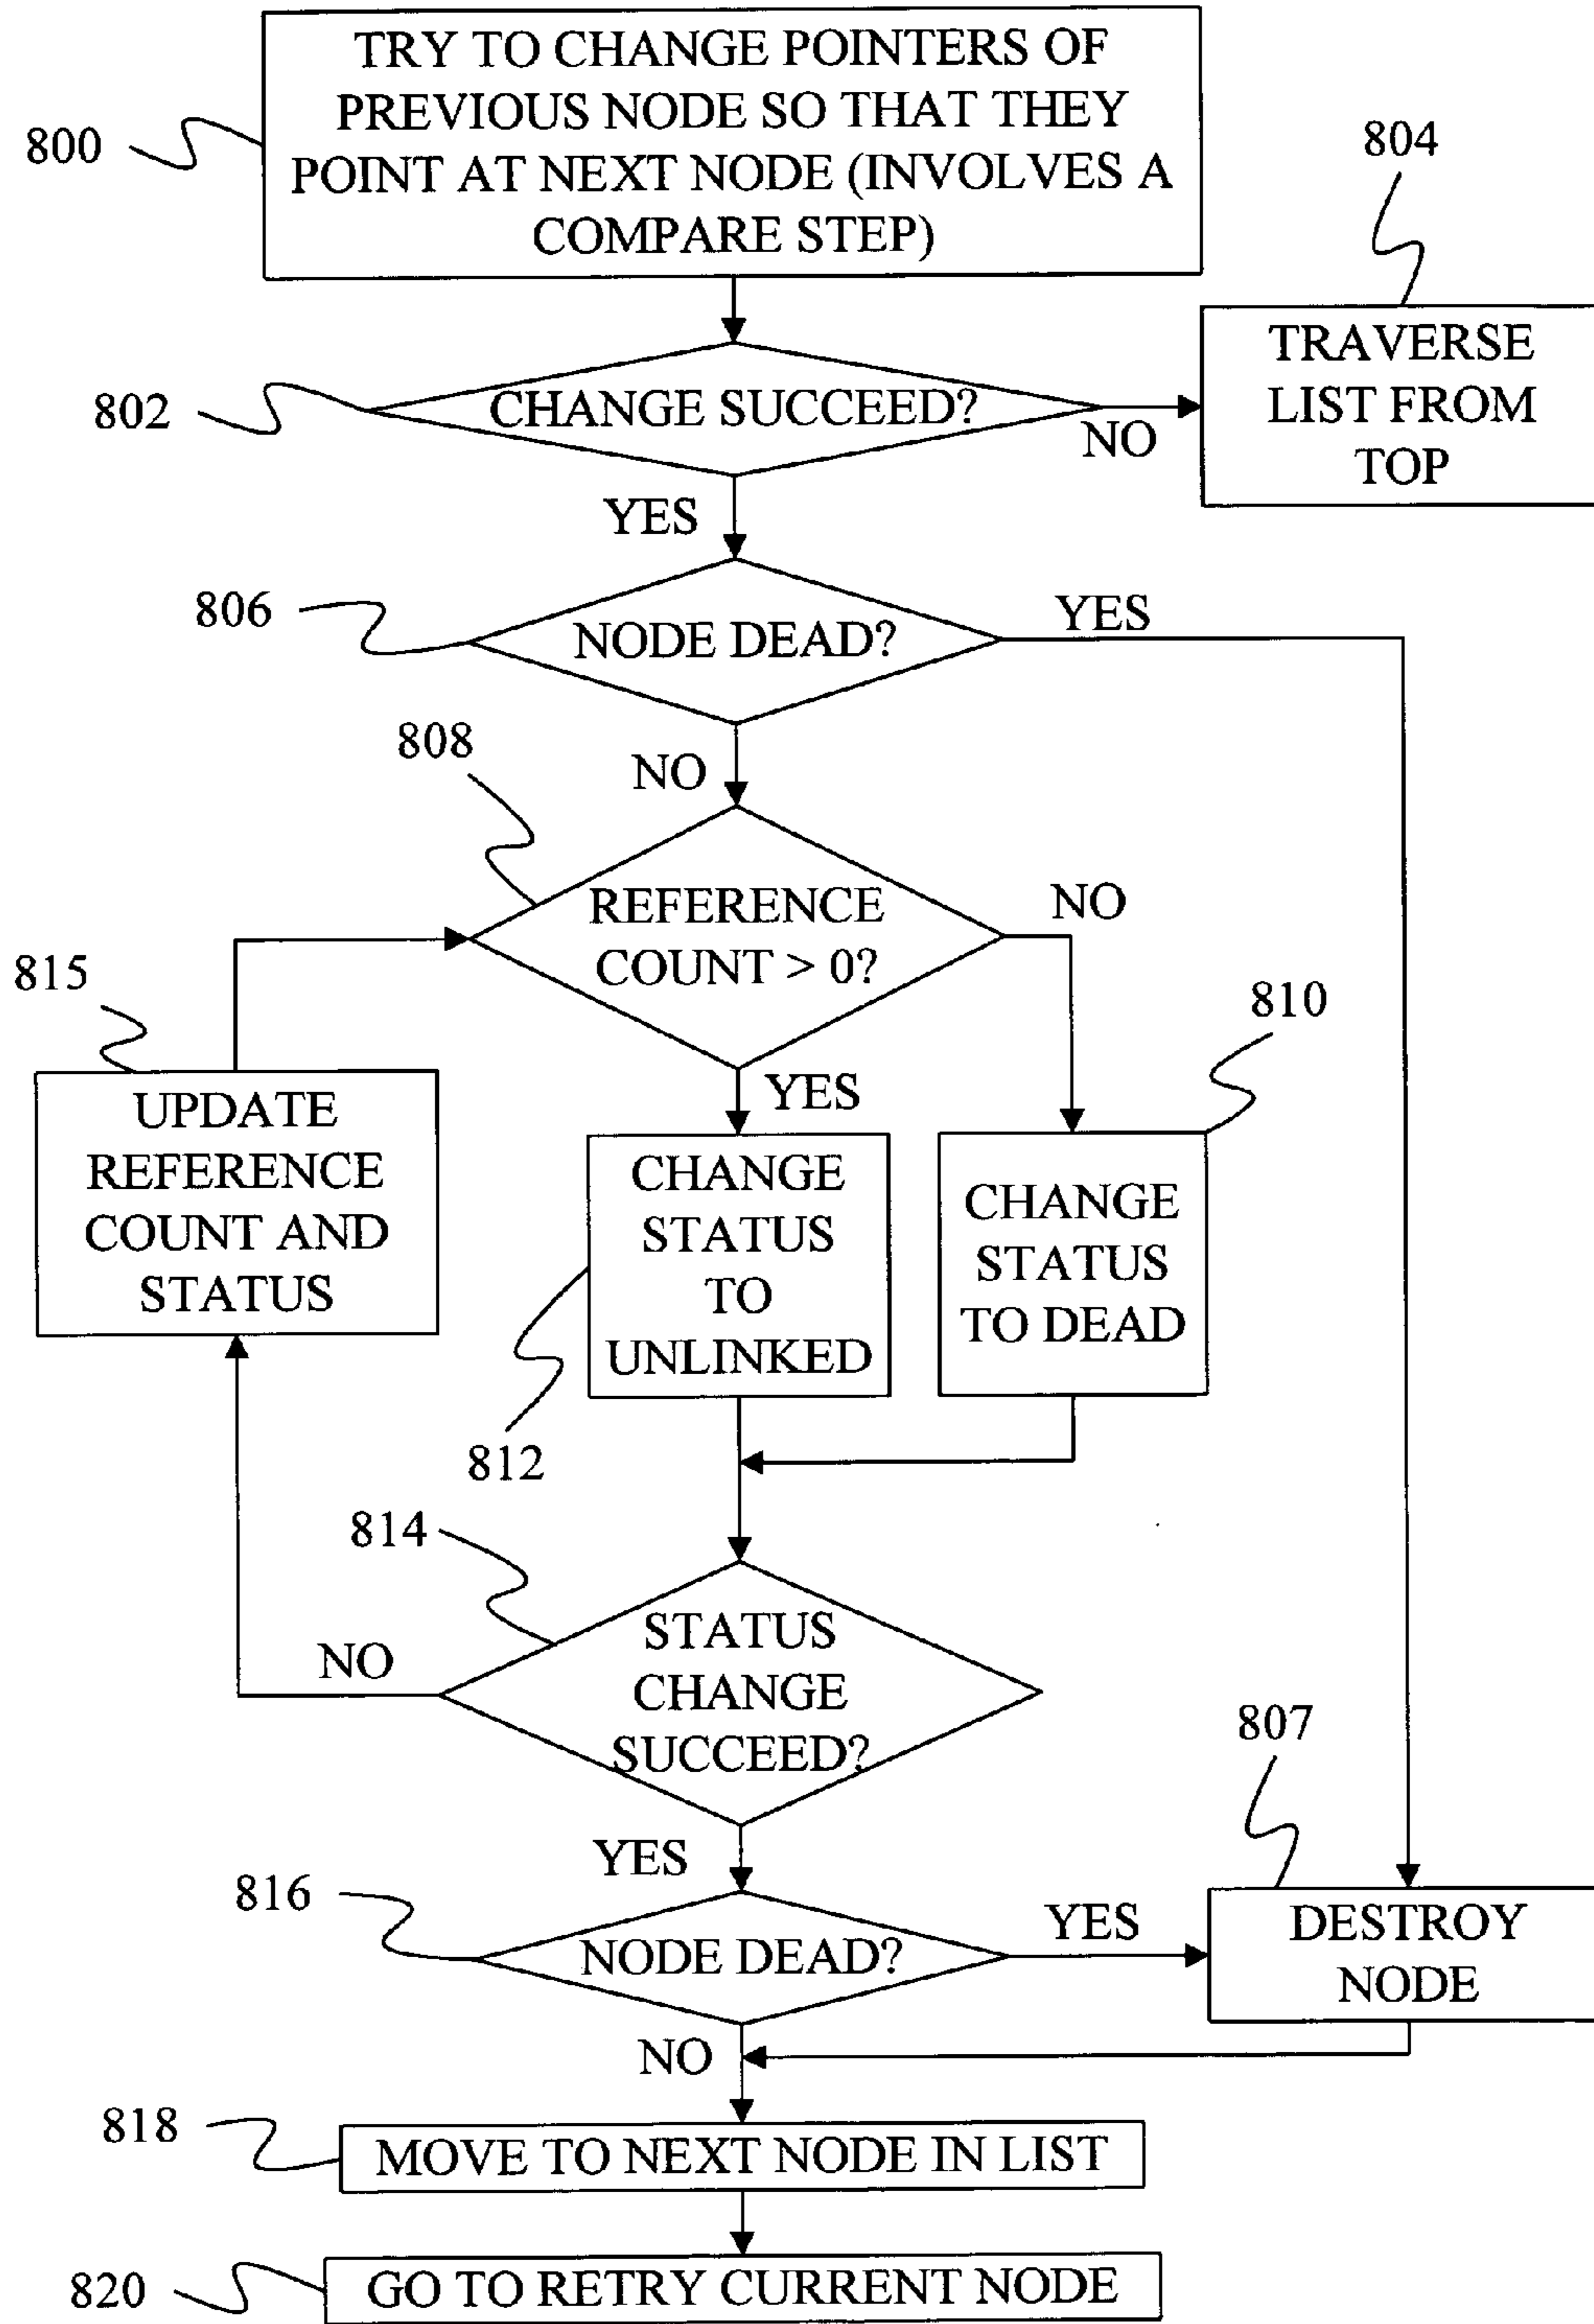 TRY TO CHANGE POINTERS OF
PREVIOUS NODE SO THAT THEY
POINT AT NEXT NODE (INVOLVES A
COMPARE STEP)
800
804
TRAVERSE
LIST FROM
TOP
802
CHANGE SUCCEED?
NO
YES
806
NODE DEAD?
YES
NO
808
REFERENCE
COUNT > 0?
NO
YES
815
UPDATE
REFERENCE
COUNT AND
STATUS
810
CHANGE
STATUS
TO
UNLINKED
CHANGE
STATUS
TO DEAD
812
814
STATUS
CHANGE
SUCCEED?
NO
YES
807
816
NODE DEAD?
YES
DESTROY
NODE
NO
818
MOVE TO NEXT NODE IN LIST
820
GO TO RETRY CURRENT NODE